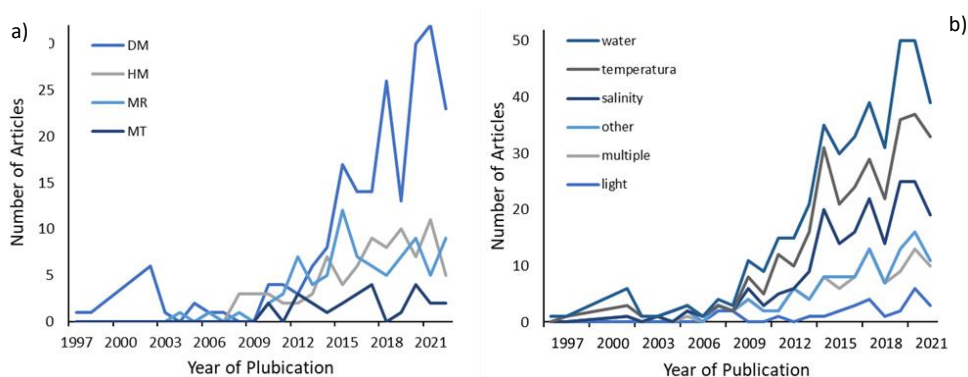 a)
0
25
20
15
10
5
0
DM
HM
MR
MT
Number of Articles
1997 2000 2003 2006 2009 2012 2015 2018 2021
Year of Plubication
b)
50
40
30
20
10
0
water
temperatura
salinity
other
multiple
light
Number of Articles
1997 2000 2003 2006 2009 2012 2015 2018 2021
Year of Publication